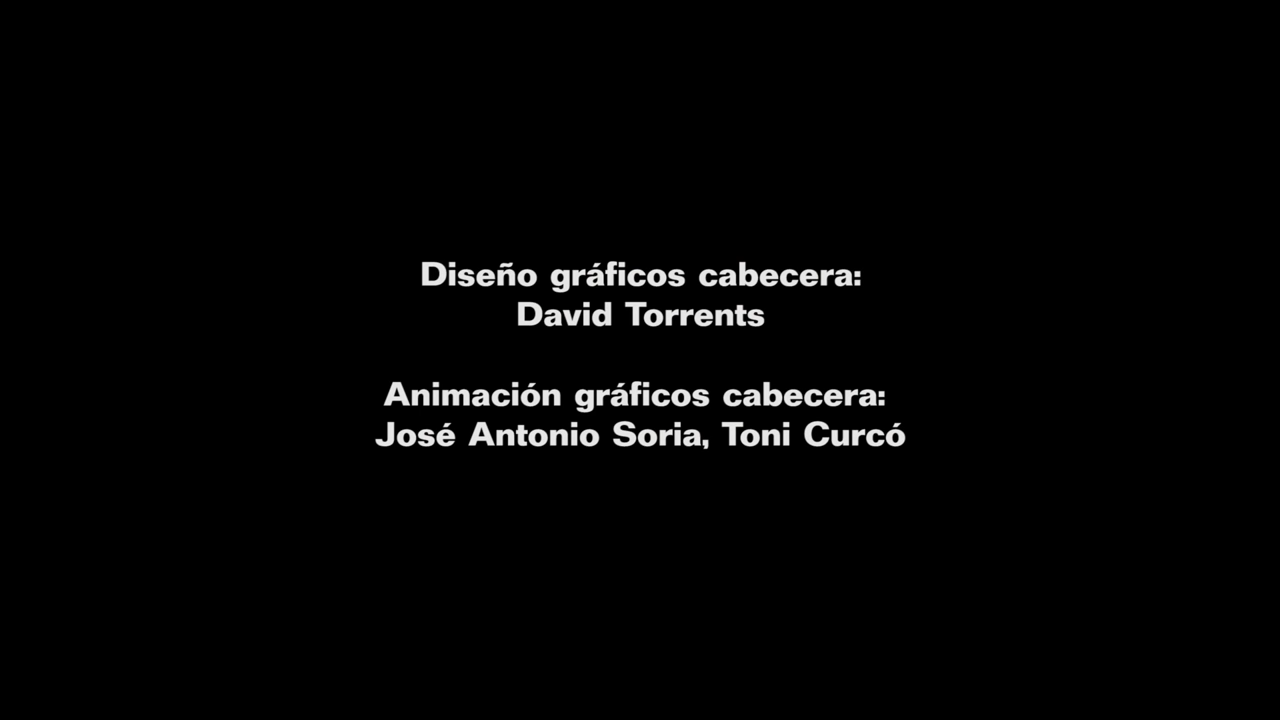 Diseño gráficos cabecera:
David Torrents
Animación gráficos cabecera:
José Antonio Soria, Toni Curcó